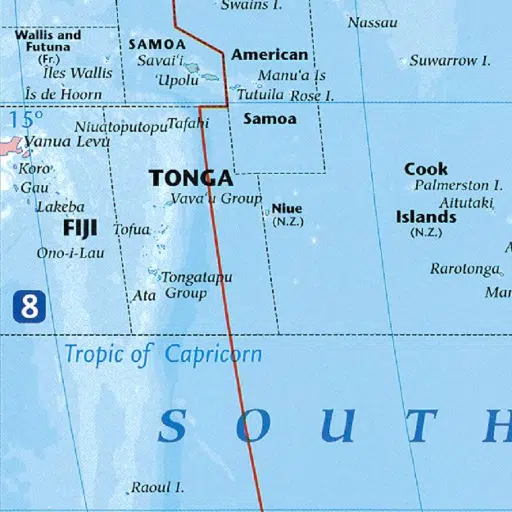 Swains I.
Nassau
Wallis and
Futuna
(Fr.)
SAMOA
Savai'i
American
Suwarrow I.
Îles Wallis
'Upolu
Manu'a Is
Îs de Hoorn
Tutuila
Rose I.
15°
Niuatoputopu
Tafahi
Samoa
Vanua Levu
Koro
TONGA
Cook
Gau
Vava'u Group
Palmerston I.
Lakeba
Niue
(N.Z.)
Aitutaki
Islands
(N.Z.)
FIJI
Tofua
Ono-i-Lau
Rarotonga
Tongatapu
Group
Ata
8
Tropic of Capricorn
SOUTH
Raoul I.